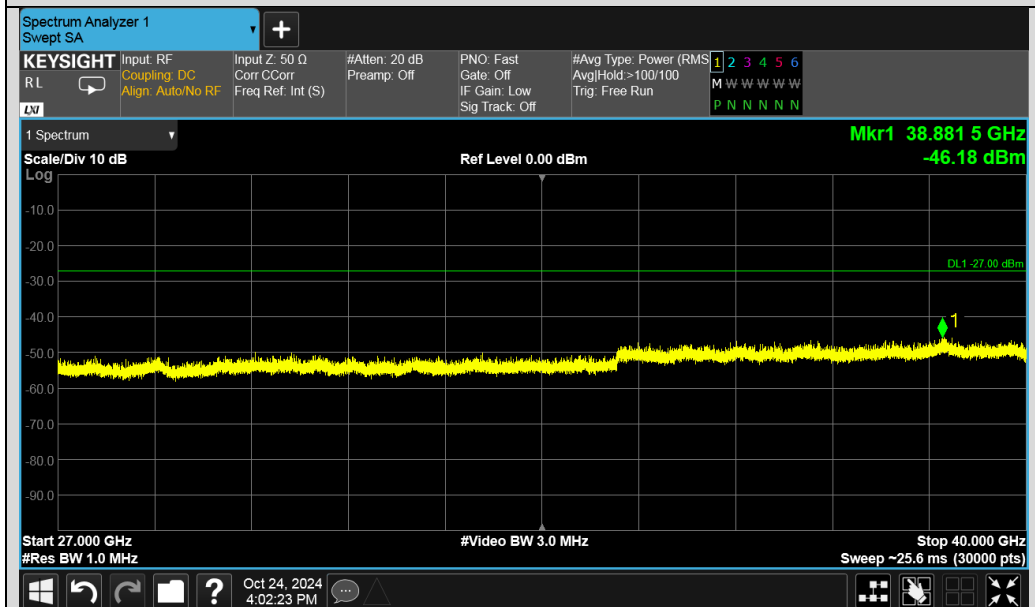 Spectrum Analyzer 1
Swept SA
+
KEYSIGHT
R L
LXI
Input: RF
Coupling: DC
Align: Auto/No RF
Input Z: 50 Ω
Corr CCorr
Freq Ref: Int (S)
#Atten: 20 dB
Preamp: Off
PNO: Fast
Gate: Off
IF Gain: Low
Sig Track: Off
#Avg Type: Power (RMS
Avg|Hold:>100/100
Trig: Free Run
1 2 3 4 5 6
M W W W W W
P N N N N N
1 Spectrum
Mkr1 38.881 5 GHz
-46.18 dBm
Scale/Div 10 dB
Ref Level 0.00 dBm
Log
-10.0
-20.0
DL1 -27.00 dBm
-30.0
-40.0
1
-50.0
-60.0
-70.0
-80.0
-90.0
Start 27.000 GHz
#Video BW 3.0 MHz
Stop 40.000 GHz
#Res BW 1.0 MHz
Sweep ~25.6 ms (30000 pts)
?
Oct 24, 2024
4:02:23 PM